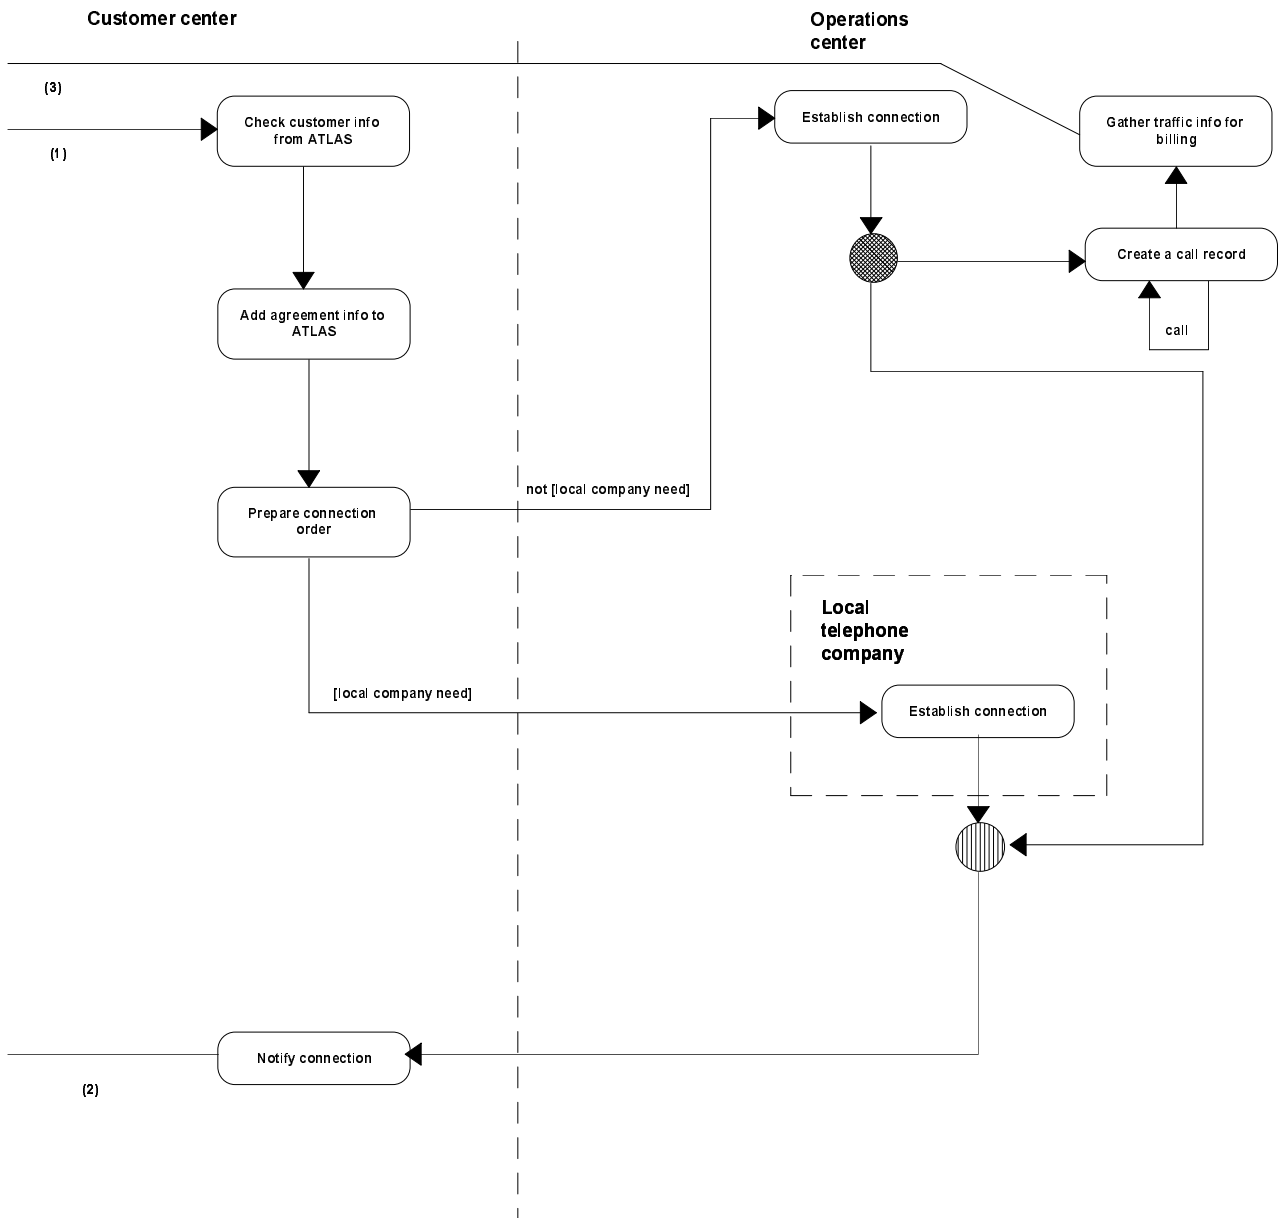 Customer center
Operations
center
(3)
Check customer info
from ATLAS
(1)
Establish connection
Gather traffic info for
billing
Create a call record
call
Add agreement info to
ATLAS
not [local company need]
Prepare connection
order
Local
telephone
company
[local company need]
Establish connection
Notify connection
(2)